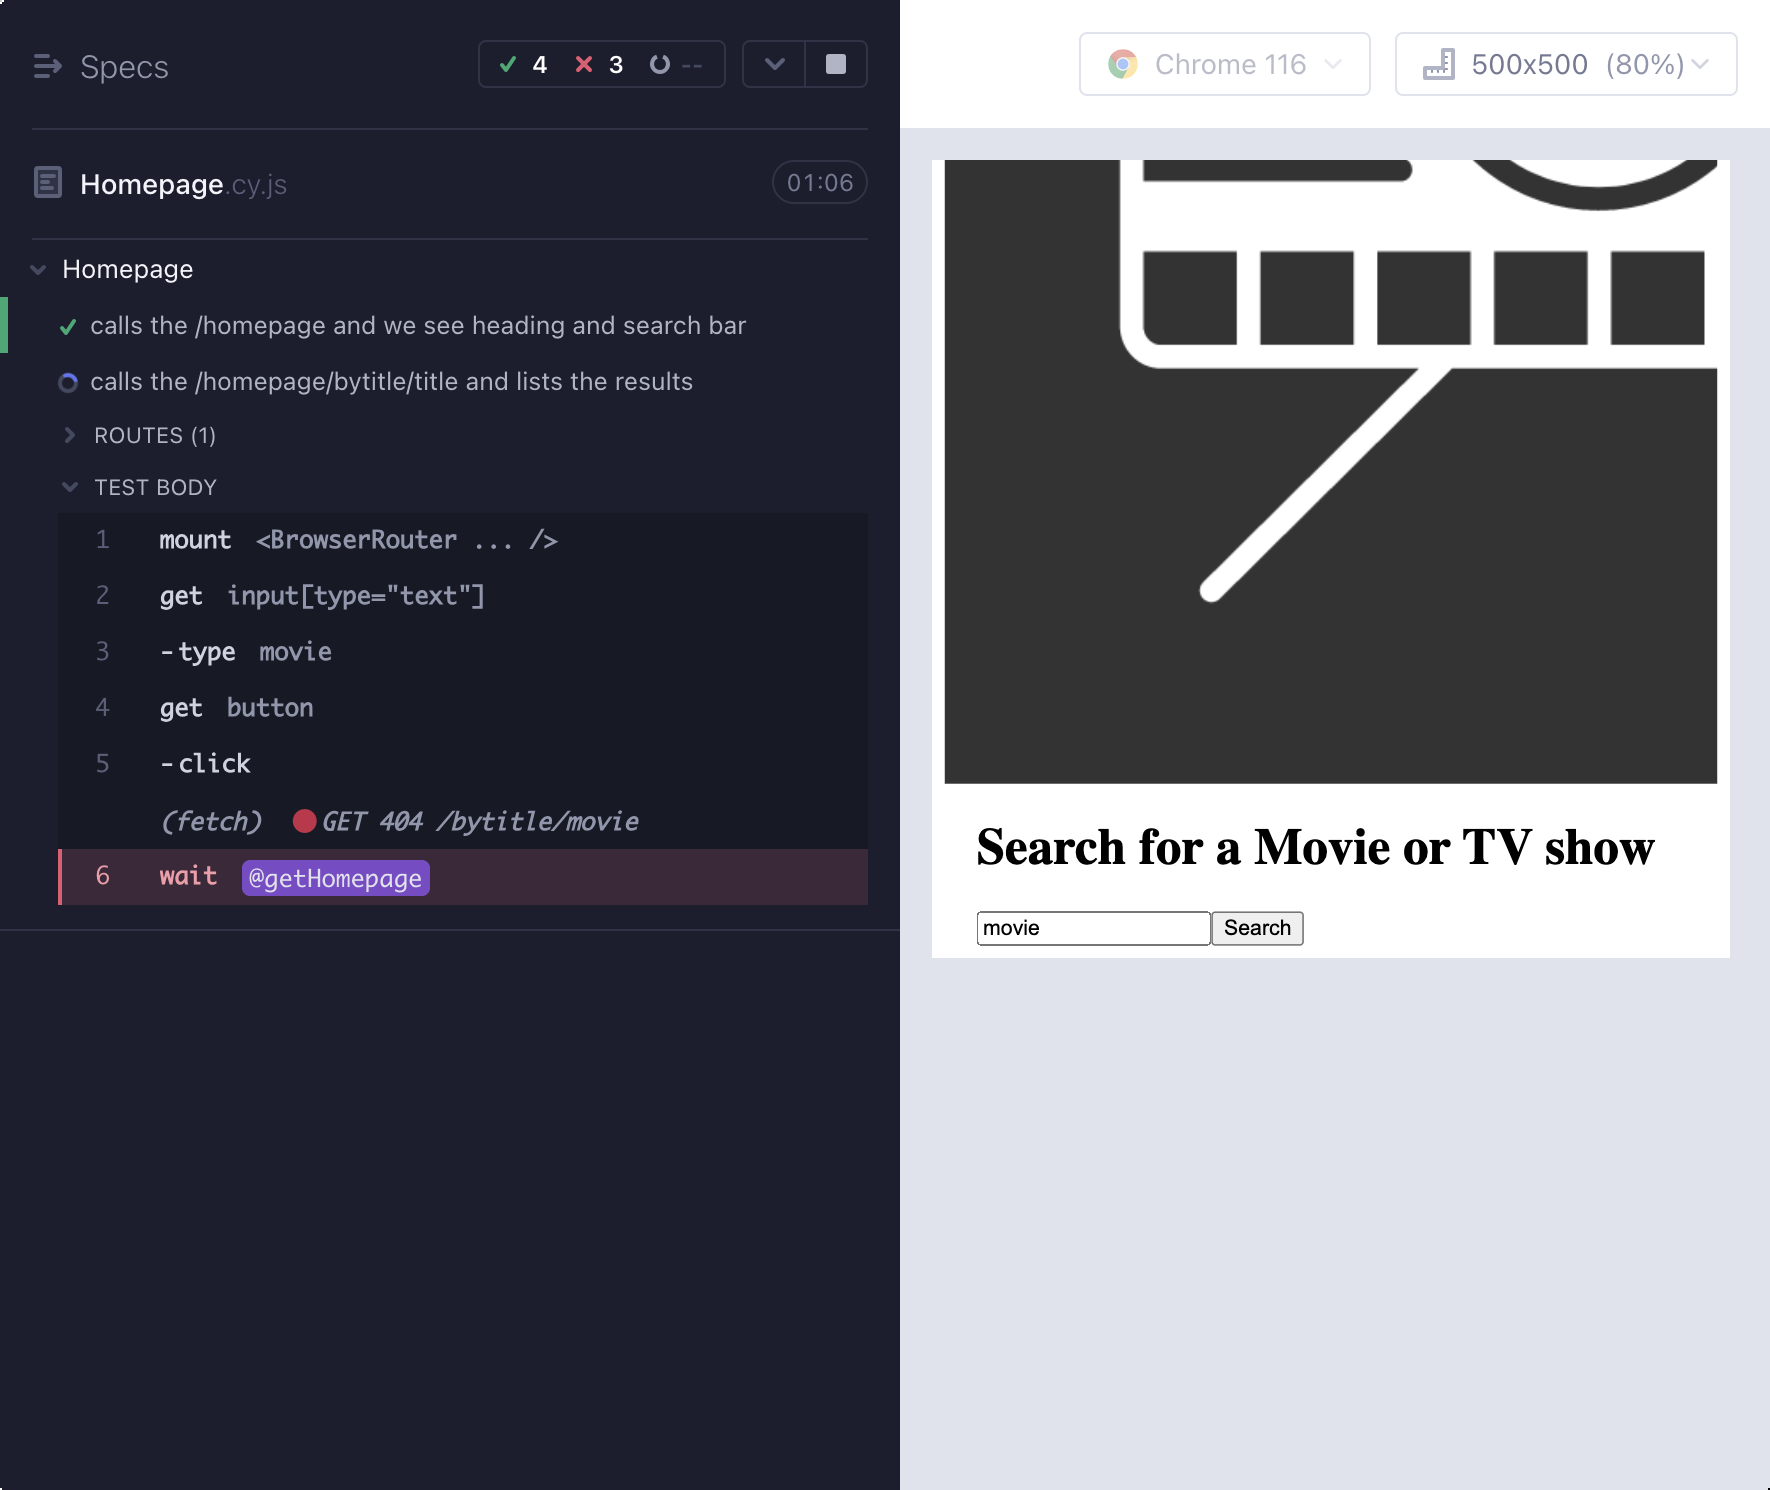 Specs
4 3 --
Homepage.cy.js
01:06
Homepage
calls the /homepage and we see heading and search bar
calls the /homepage/bytitle/title and lists the results
ROUTES (1)
TEST BODY
1 mount <BrowserRouter ... />
2 get input[type="text"]
3 -type movie
4 get button
5 -click
(fetch) GET 404 /bytitle/movie
6 wait @getHomepage
Chrome 116
500x500 (80%)
Search for a Movie or TV show
movie
Search